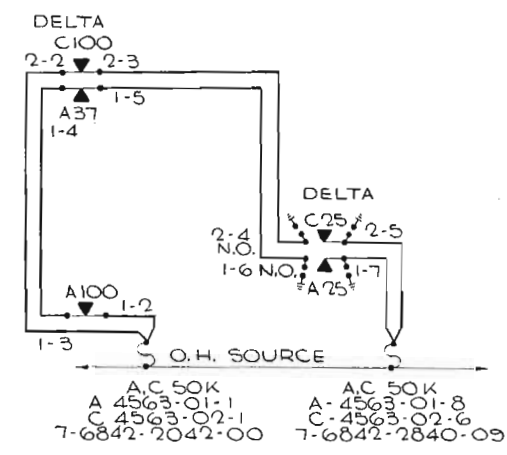 DELTA
C100
2-2
2-3
1-5
A37
1-4
DELTA
C25
2-4
2-5
N.O.
1-6 N.O.
1-7
A25
A100
1-2
1-3
O.H. SOURCE
A,C 50K
A 4563-01-1
C 4563-02-1
7-6842-2042-00
A.C 50K
A-4563-01-8
C-4563-02-6
7-6842-2840-09